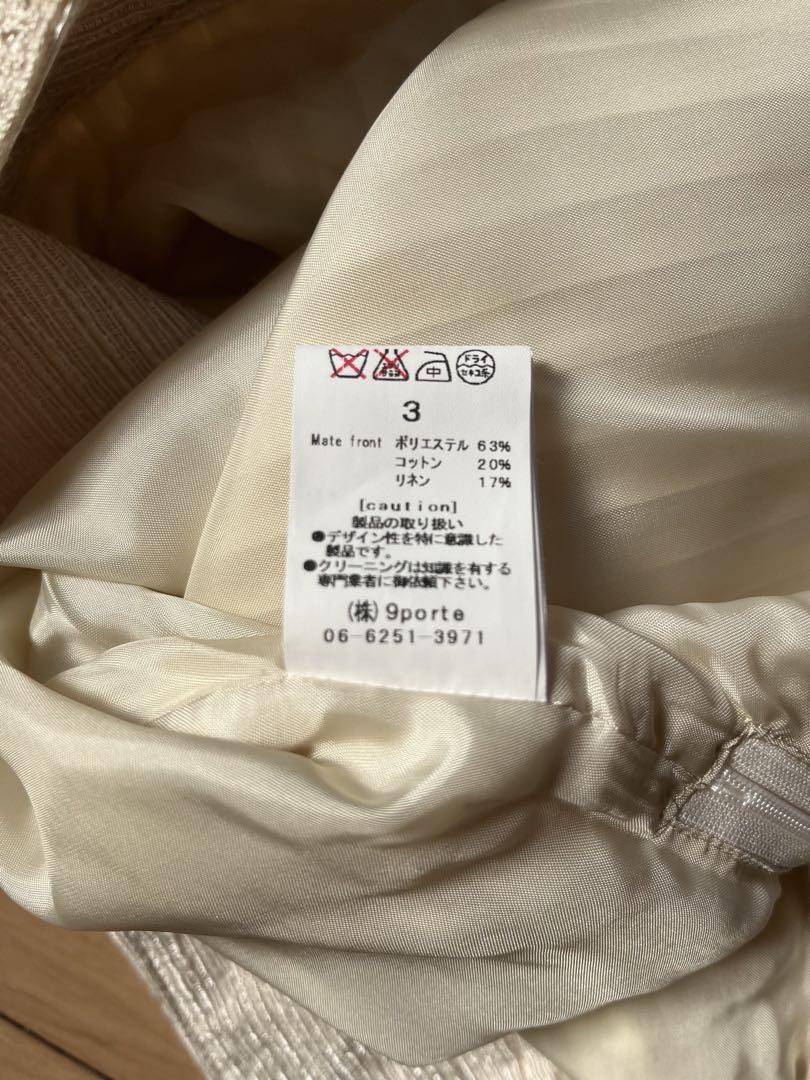 中 ドライ
セキユ系
3
Mate front ポリエステル 63%
コットン 20%
リネン 17%
[caution]
製品の取り扱い
●デザイン性を特に意識した
製品です。
●クリーニングは知識を有する
専門業者に御依頼下さい。
(株)9porte
06-6251-3971